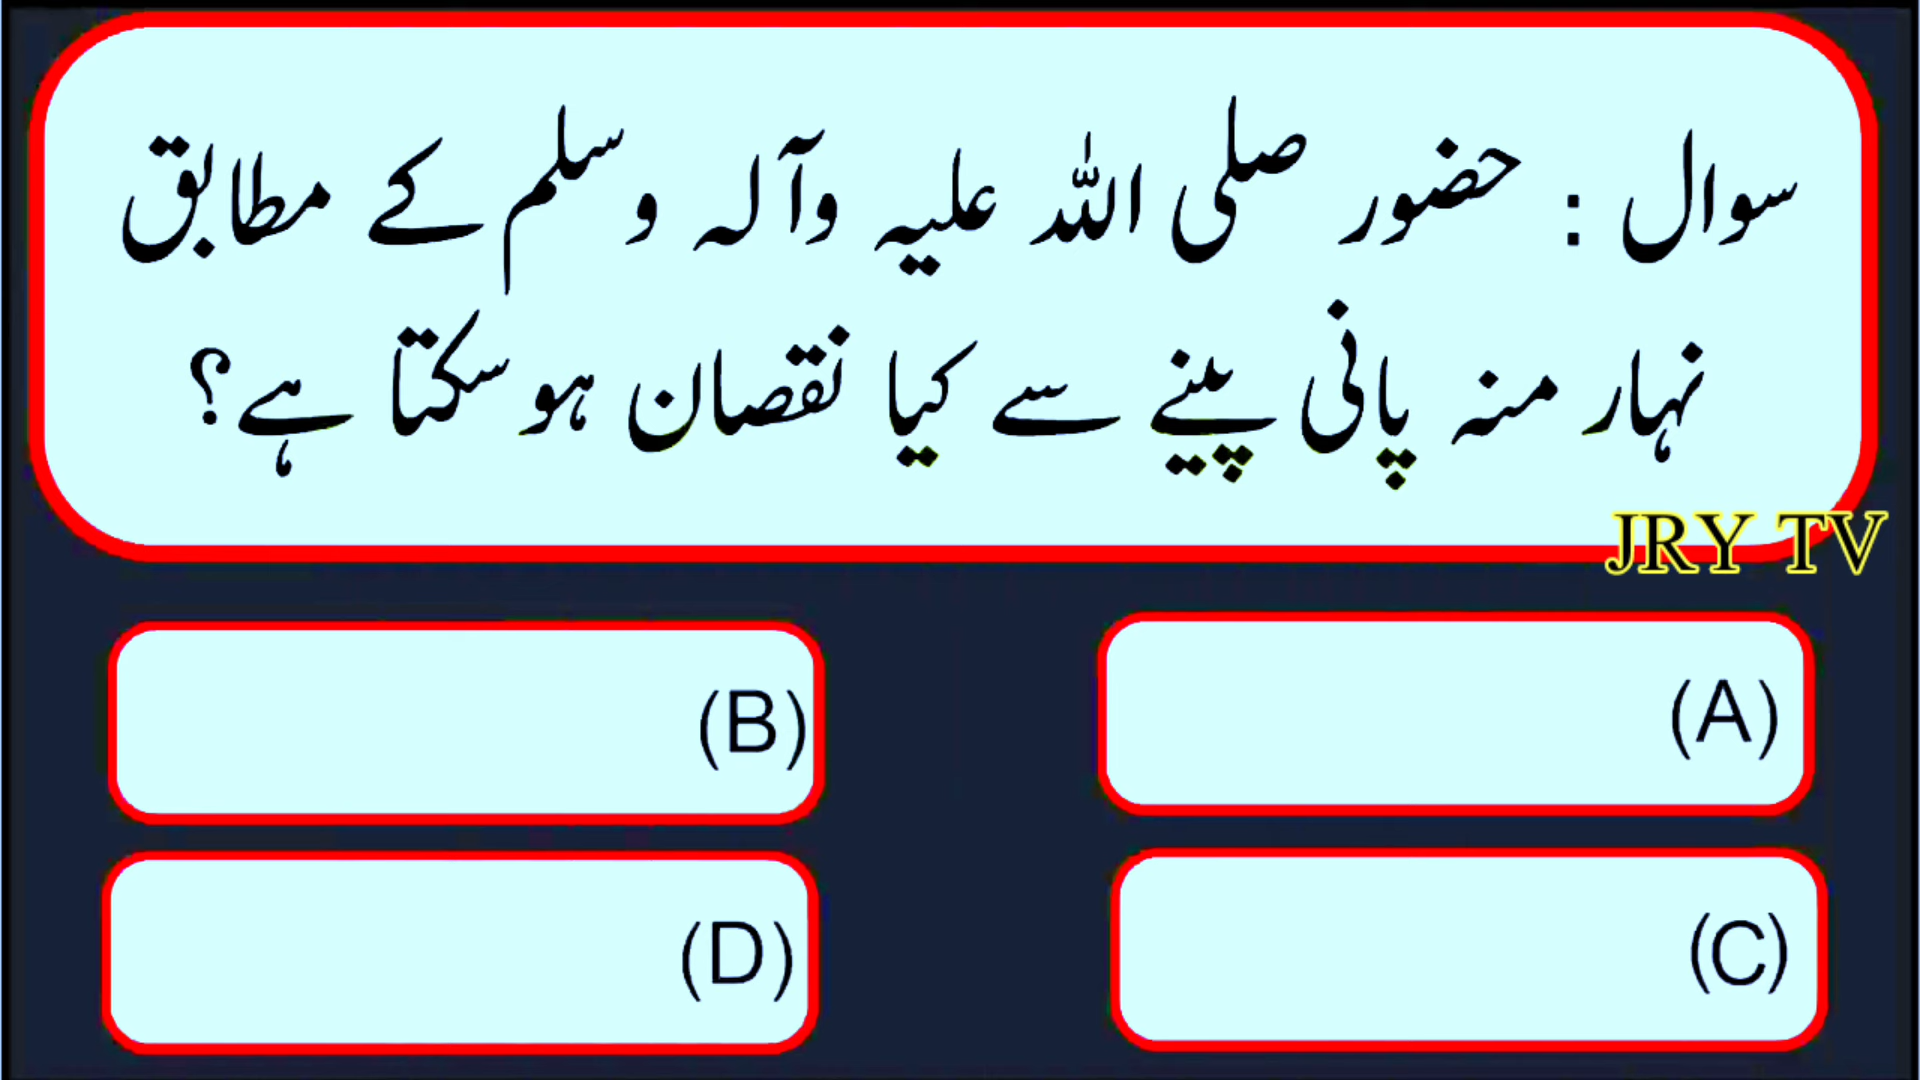 سوال : حضور صلی اللہ علیہ وآلہ وسلم کے مطابق
نہار منہ پانی پینے سے کیا نقصان ہو سکتا ہے؟
JRY TV
(A)
(B)
(C)
(D)